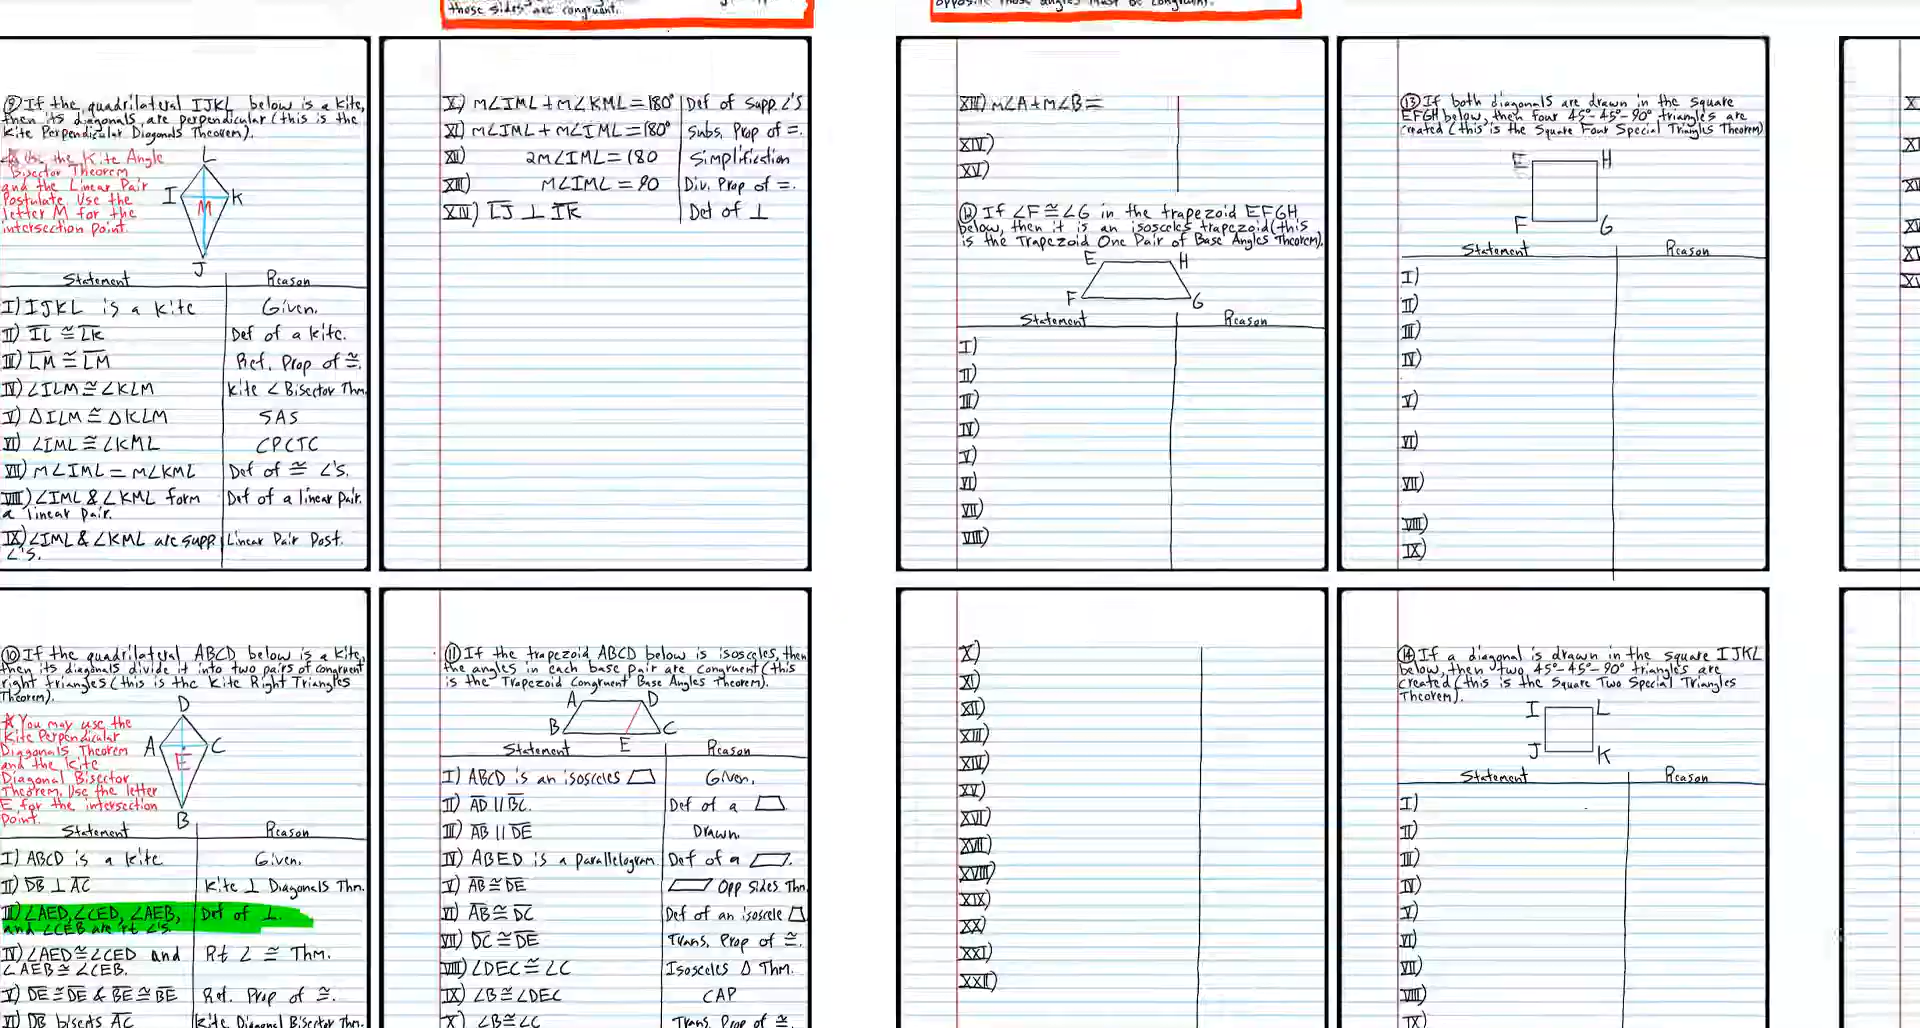 those sides are congruent.
opposite those angles must be congruent.
⑨ If the quadrilateral IJKL below is a kite,
then its diagonals are perpendicular (this is the
Kite Perpendicular Diagonals Theorem).
Use the Kite Angle
Bisector Theorem
and the Linear Pair
Postulate. Use the
letter M for the
intersection point.
L
I K
M
J
Statement Reason
I) IJKL is a kite Given.
II) IL ≅ LK Def of a kite.
III) LM ≅ LM Ref. Prop of ≅.
IV) ∠ILM ≅ ∠KLM Kite ∠ Bisector Thm.
V) △ILM ≅ △KLM SAS
VI) ∠IML ≅ ∠KML CPCTC
VII) m∠IML = m∠KML Def of ≅ ∠'s.
VIII) ∠IML & ∠KML form Def of a linear pair.
a linear pair.
IX) ∠IML & ∠KML are supp. Linear Pair Post.
∠'s.
X) m∠IML + m∠KML = 180° Def of Supp. ∠'s
XI) m∠IML + m∠IML = 180° Subs. Prop of =.
XII) 2m∠IML = 180 Simplification
XIII) m∠IML = 90 Div. Prop of =.
XIV) LJ ⊥ IK Def of ⊥
XIII) m∠A + m∠B =
XIV)
XV)
⑫ If ∠F ≅ ∠G in the trapezoid EFGH
below, then it is an isosceles trapezoid (this
is the Trapezoid One Pair of Base Angles Theorem).
E H
F G
Statement Reason
I)
II)
III)
IV)
V)
VI)
VII)
VIII)
⑬ If both diagonals are drawn in the square
EFGH below, then four 45°-45°-90° triangles are
created (this is the Square Four Special Triangles Theorem)
E H
F G
Statement Reason
I)
II)
III)
IV)
V)
VI)
VII)
VIII)
IX)
⑩ If the quadrilateral ABCD below is a kite,
then its diagonals divide it into two pairs of congruent
right triangles (this is the Kite Right Triangles
Theorem).
☆ You may use the
Kite Perpendicular
Diagonals Theorem
and the Kite
Diagonal Bisector
Theorem. Use the letter
E for the intersection
point.
D
A C
E
B
Statement Reason
I) ABCD is a kite Given.
II) DB ⊥ AC Kite ⊥ Diagonals Thm.
III) ∠AED, ∠CED, ∠AEB, Def of ⊥.
and ∠CEB are rt ∠'s.
IV) ∠AED ≅ ∠CED and Rt ∠ ≅ Thm.
∠AEB ≅ ∠CEB.
V) DE ≅ DE & BE ≅ BE Ref. Prop of ≅.
VI) DB bisects AC Kite Diagonal Bisector Thm.
⑪ If the trapezoid ABCD below is isosceles, then
the angles in each base pair are congruent (this
is the Trapezoid Congruent Base Angles Theorem).
A D
B E C
Statement Reason
I) ABCD is an isosceles Given.
II) AD || BC. Def of a
III) AB || DE Drawn.
IV) ABED is a parallelogram Def of a
V) AB ≅ DE Opp Sides Thm
VI) AB ≅ DC Def of an isoscele
VII) DC ≅ DE Trans. Prop of ≅.
VIII) ∠DEC ≅ ∠C Isosceles △ Thm.
IX) ∠B ≅ ∠DEC CAP
X) ∠B ≅ ∠C Trans. Prop of ≅.
X)
XI)
XII)
XIII)
XIV)
XV)
XVI)
XVII)
XVIII)
XIX)
XX)
XXI)
XXII)
⑭ If a diagonal is drawn in the square IJKL
below, then two 45°-45°-90° triangles are
created (this is the Square Two Special Triangles
Theorem).
I L
J K
Statement Reason
I)
II)
III)
IV)
V)
VI)
VII)
VIII)
IX)